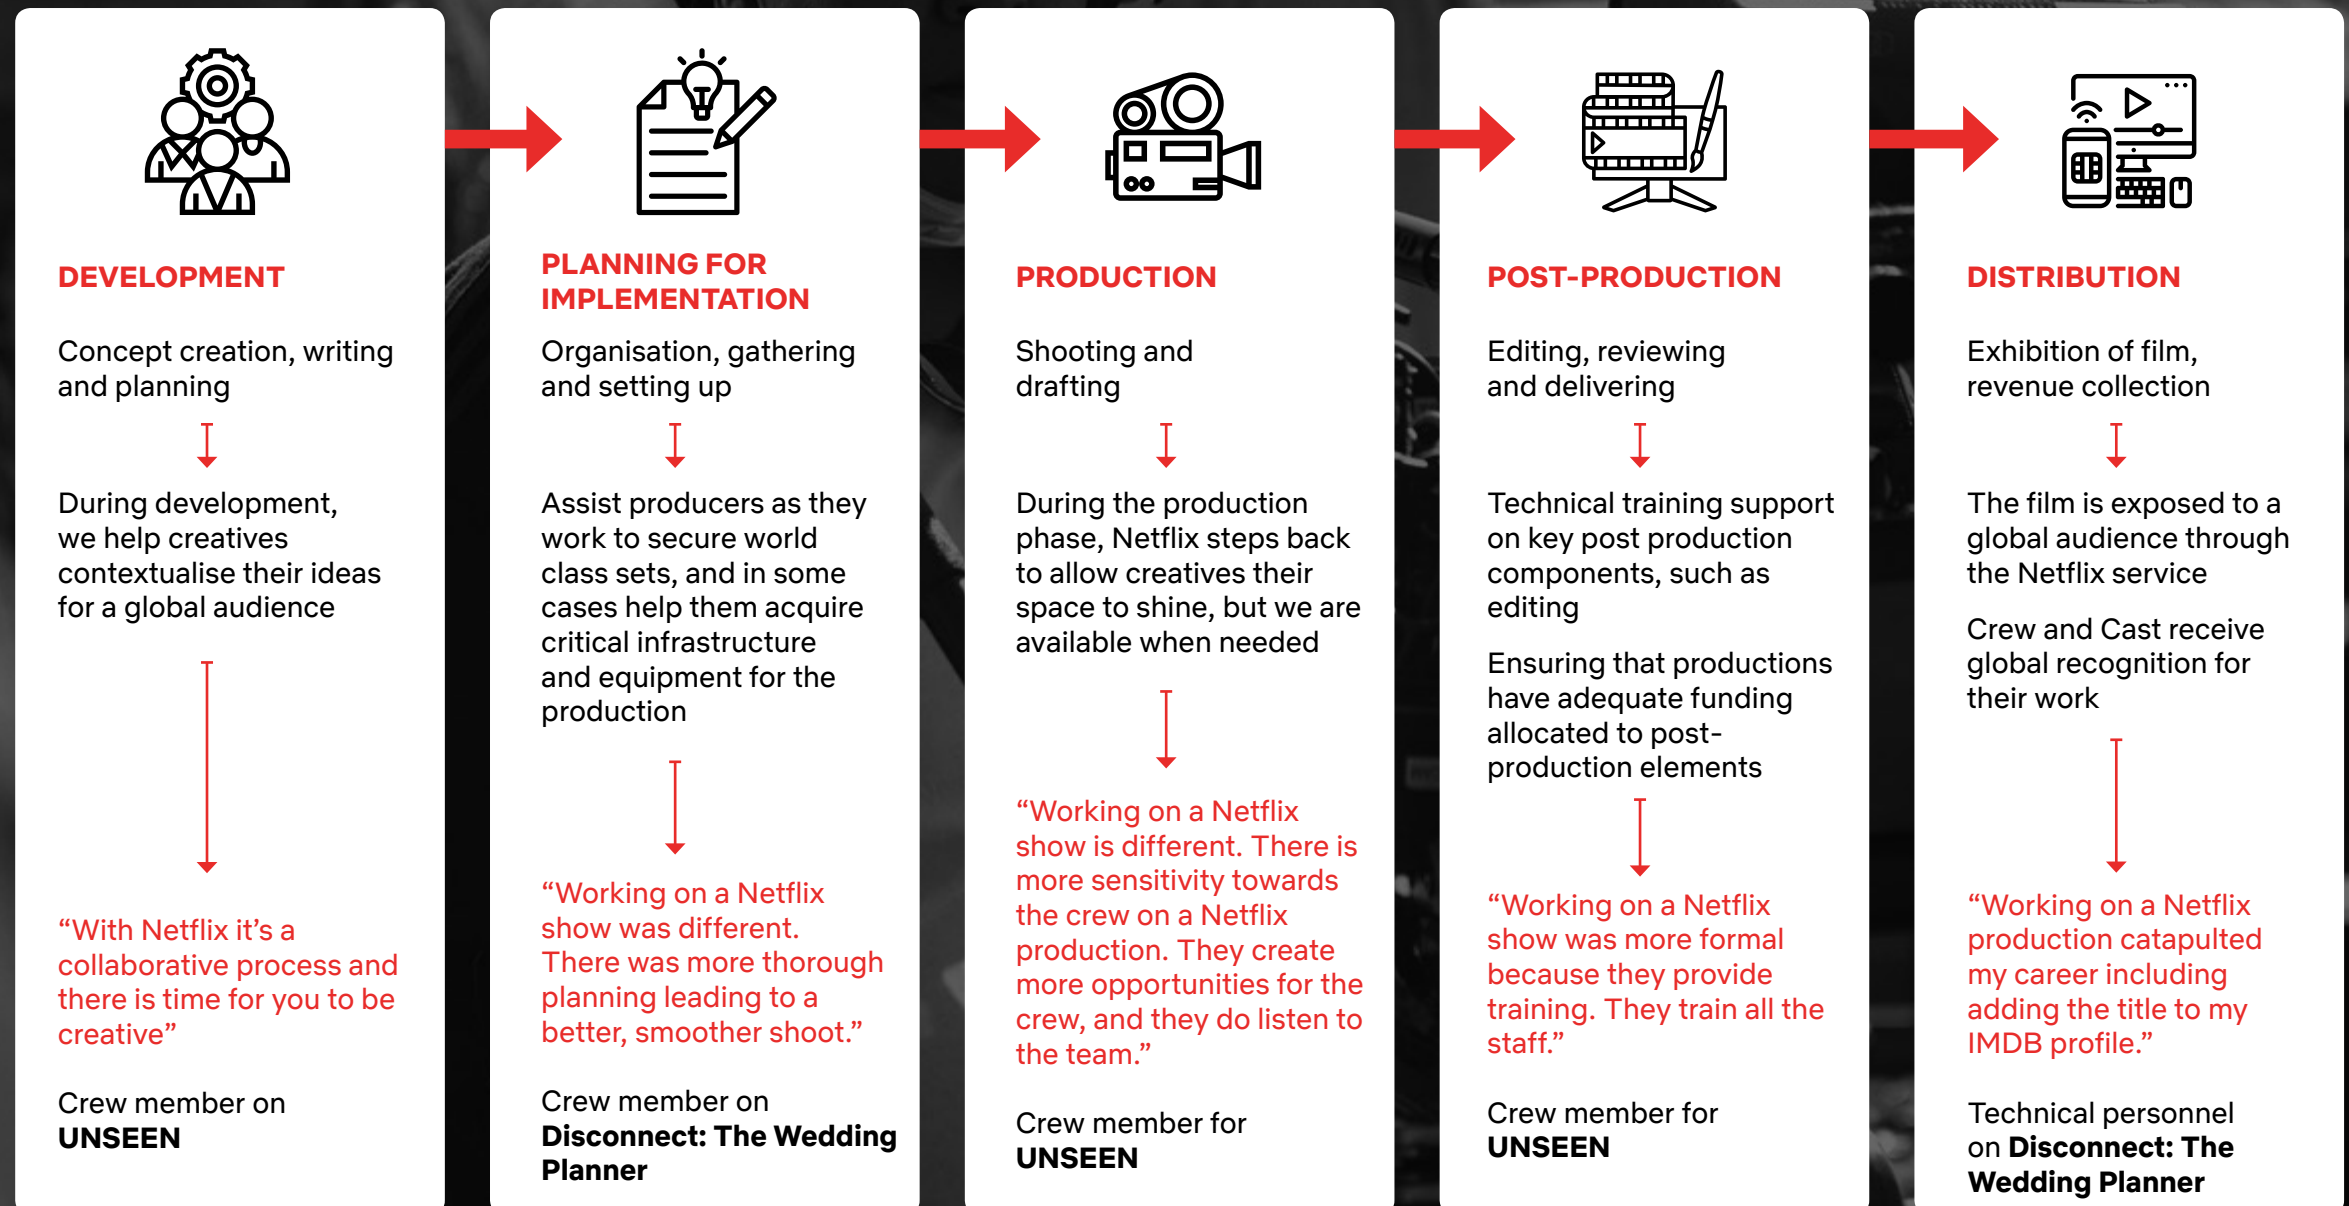 DEVELOPMENT
Concept creation, writing
and planning
During development,
we help creatives
contextualise their ideas
for a global audience
“With Netflix it’s a
collaborative process and
there is time for you to be
creative”
Crew member on
UNSEEN
PLANNING FOR
IMPLEMENTATION
Organisation, gathering
and setting up
Assist producers as they
work to secure world
class sets, and in some
cases help them acquire
critical infrastructure
and equipment for the
production
“Working on a Netflix
show was different.
There was more thorough
planning leading to a
better, smoother shoot.”
Crew member on
Disconnect: The Wedding
Planner
PRODUCTION
Shooting and
drafting
During the production
phase, Netflix steps back
to allow creatives their
space to shine, but we are
available when needed
“Working on a Netflix
show is different. There is
more sensitivity towards
the crew on a Netflix
production. They create
more opportunities for the
crew, and they do listen to
the team.”
Crew member for
UNSEEN
POST-PRODUCTION
Editing, reviewing
and delivering
Technical training support
on key post production
components, such as
editing
Ensuring that productions
have adequate funding
allocated to post-
production elements
“Working on a Netflix
show was more formal
because they provide
training. They train all the
staff.”
Crew member for
UNSEEN
DISTRIBUTION
Exhibition of film,
revenue collection
The film is exposed to a
global audience through
the Netflix service
Crew and Cast receive
global recognition for
their work
“Working on a Netflix
production catapulted
my career including
adding the title to my
IMDB profile.”
Technical personnel
on Disconnect: The
Wedding Planner